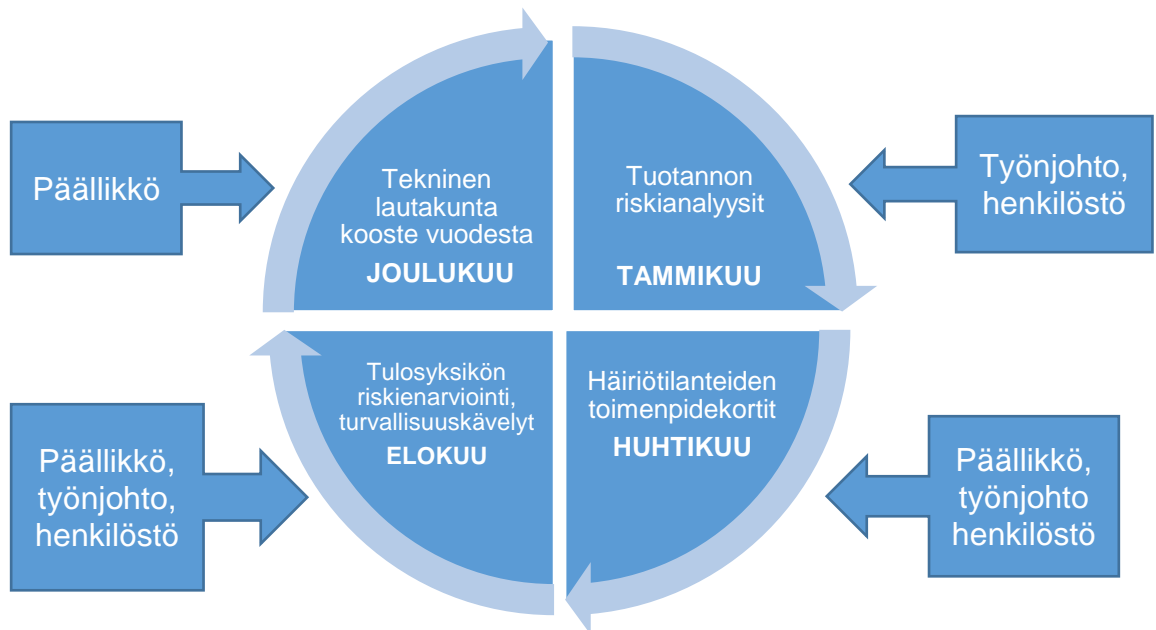 Päällikkö
Tekninen
lautakunta
kooste vuodesta
JOULUKUU
Tuotannon
riskianalyysit
TAMMIKUU
Työnjohto,
henkilöstö
Päällikkö,
työnjohto,
henkilöstö
Tulosyksikön
riskienarviointi,
turvallisuuskävelyt
ELOKUU
Häiriötilanteiden
toimenpidekortit
HUHTIKUU
Päällikkö,
työnjohto
henkilöstö